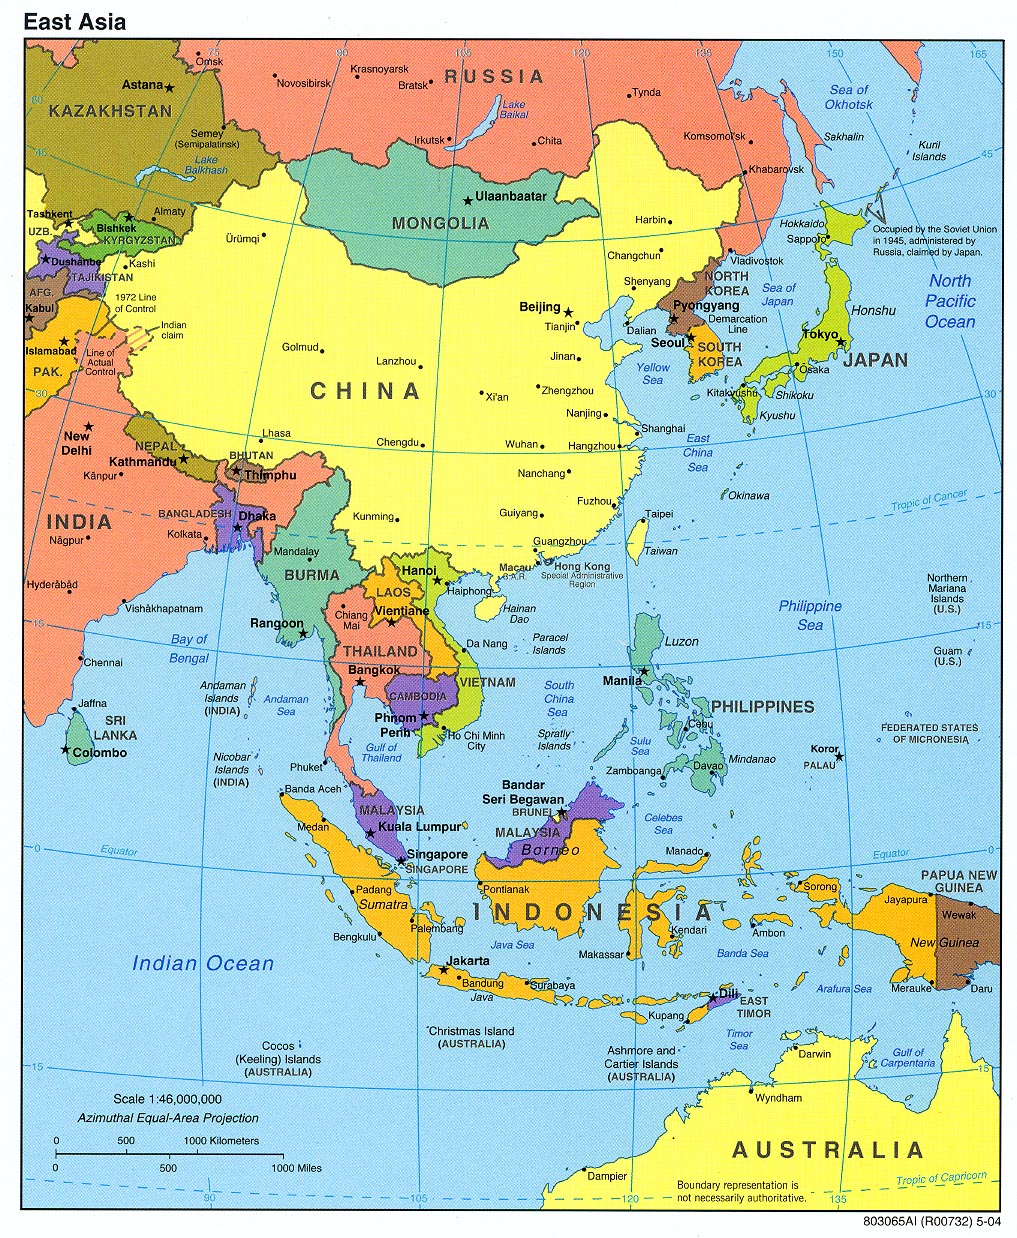 East Asia
75
90
105
120
135
150
165
Omsk
Novosibirsk
Krasnoyarsk
Bratsk
RUSSIA
Astana
KAZAKHSTAN
60
Tynda
Sea of
Okhotsk
Lake
Baikal
Semey
(Semipalatinsk)
Irkutsk
Chita
Komsomol'sk
Sakhalin
Kuril
Islands
45
45
Lake
Balkhash
Khabarovsk
Ulaanbaatar
MONGOLIA
Tashkent
Almaty
UZB.
Bishkek
KYRGYZSTAN
Ürümqi
Harbin
Hokkaido
Sapporo
Occupied by the Soviet Union
in 1945, administered by
Russia, claimed by Japan.
Dushanbe
Kashi
TAJIKISTAN
Changchun
Vladivostok
AFG.
Kabul
1972 Line
of Control
Indian
claim
Shenyang
NORTH
KOREA
Sea of
Japan
North
Pacific
Ocean
Beijing
Tianjin
Pyongyang
Demarcation
Line
Honshu
Dalian
Seoul
Tokyo
Islamabad
Line of
Actual
Control
PAK.
Golmud
Lanzhou
Jinan
SOUTH
KOREA
JAPAN
Yellow
Sea
Osaka
CHINA
Xi'an
Zhengzhou
Kitakyushu
Shikoku
30
30
Kyushu
Nanjing
New
Delhi
Lhasa
Chengdu
Wuhan
Hangzhou
Shanghai
East
China
Sea
NEPAL
Kathmandu
BHUTAN
Thimphu
Kānpur
Nanchang
Okinawa
Tropic of Cancer
BANGLADESH
Dhaka
Kunming
Guiyang
Fuzhou
Taipei
INDIA
Nāgpur
Kolkata
Mandalay
Guangzhou
Taiwan
BURMA
Hanoi
Macau
S.A.R.
Hong Kong
Special Administrative
Region
Hyderābād
LAOS
Haiphong
Northern
Mariana
Islands
(U.S.)
Vishākhapatnam
Chiang
Mai
Vientiane
Hainan
Dao
Philippine
Sea
15
15
Rangoon
Bay of
Bengal
Da Nang
Paracel
Islands
Luzon
THAILAND
Guam
(U.S.)
Chennai
Bangkok
Manila
Andaman
Islands
(INDIA)
Andaman
Sea
CAMBODIA
VIETNAM
South
China
Sea
Jaffna
SRI
LANKA
Colombo
Phnom
Penh
PHILIPPINES
Cebu
Ho Chi Minh
City
Spratly
Islands
Sulu
Sea
FEDERATED STATES
OF MICRONESIA
Gulf of
Thailand
Koror
PALAU
Nicobar
Islands
(INDIA)
Phuket
Zamboanga
Davao
Mindanao
Banda Aceh
Bandar
Seri Begawan
BRUNEI
MALAYSIA
Kuala Lumpur
Medan
MALAYSIA
Celebes
Sea
0
Equator
Borneo
Manado
Equator
0
Singapore
SINGAPORE
Padang
Sumatra
Pontianak
Sorong
PAPUA NEW
GUINEA
Jayapura
Wewak
INDONESIA
Palembang
Bengkulu
Kendari
Ambon
New Guinea
Java Sea
Makassar
Banda Sea
Indian Ocean
Jakarta
Bandung
Surabaya
Java
Arafura Sea
Merauke
Daru
Dili
EAST
TIMOR
Kupang
Christmas Island
(AUSTRALIA)
Timor
Sea
Cocos
(Keeling) Islands
(AUSTRALIA)
Ashmore and
Cartier Islands
(AUSTRALIA)
Darwin
Gulf of
Carpentaria
15
15
Scale 1:46,000,000
Azimuthal Equal-Area Projection
Wyndham
0 500 1000 Kilometers
0 500 1000 Miles
AUSTRALIA
Dampier
Boundary representation is
not necessarily authoritative.
Tropic of Capricorn
90
105
120
135
803065AI (R00732) 5-04